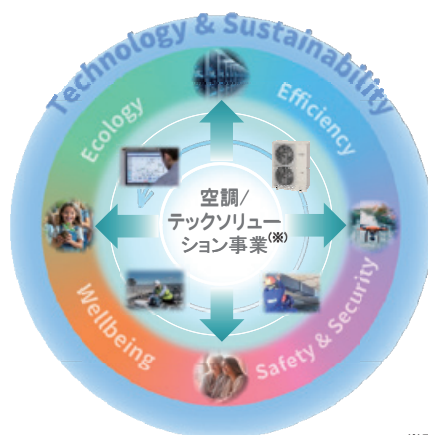 Technology & Sustainability
Ecology
Efficiency
空調/
テックソリュー
ション事業(※)
Wellbeing
Safety & Security